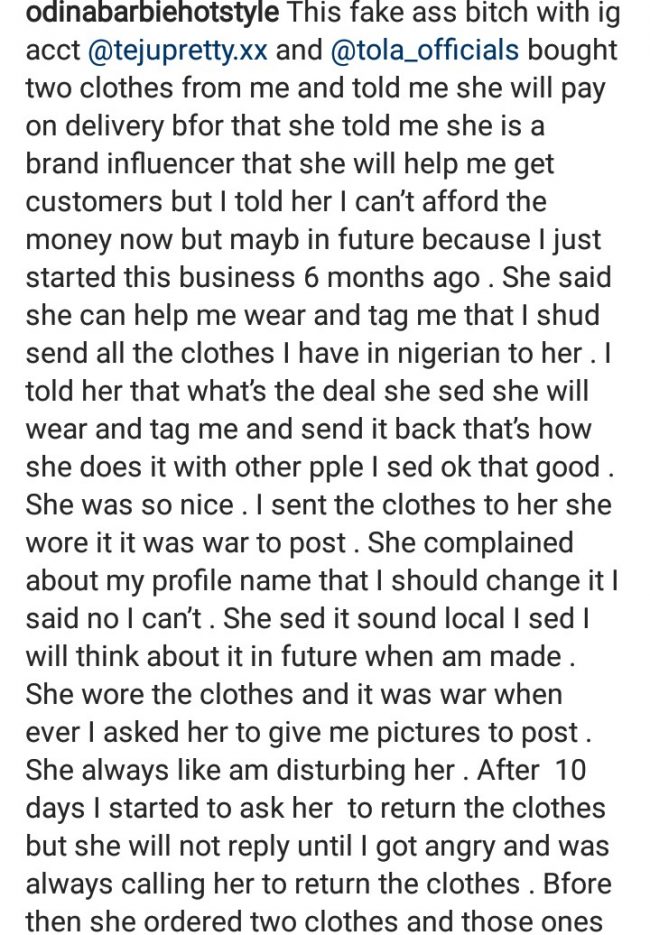 odinabarbiehotstyle This fake ass bitch with ig
acct @tejupretty.xx and @tola_officials bought
two clothes from me and told me she will pay
on delivery bfor that she told me she is a
brand influencer that she will help me get
customers but I told her I can't afford the
money now but mayb in future because I just
started this business 6 months ago . She said
she can help me wear and tag me that I shud
send all the clothes I have in nigerian to her . I
told her that what's the deal she sed she will
wear and tag me and send it back that's how
she does it with other pple I sed ok that good .
She was so nice . I sent the clothes to her she
wore it it was war to post . She complained
about my profile name that I should change it I
said no I can't . She sed it sound local I sed I
will think about it in future when am made .
She wore the clothes and it was war when
ever I asked her to give me pictures to post .
She always like am disturbing her . After  10
days I started to ask her  to return the clothes
but she will not reply until I got angry and was
always calling her to return the clothes . Bfore
then she ordered two clothes and those ones